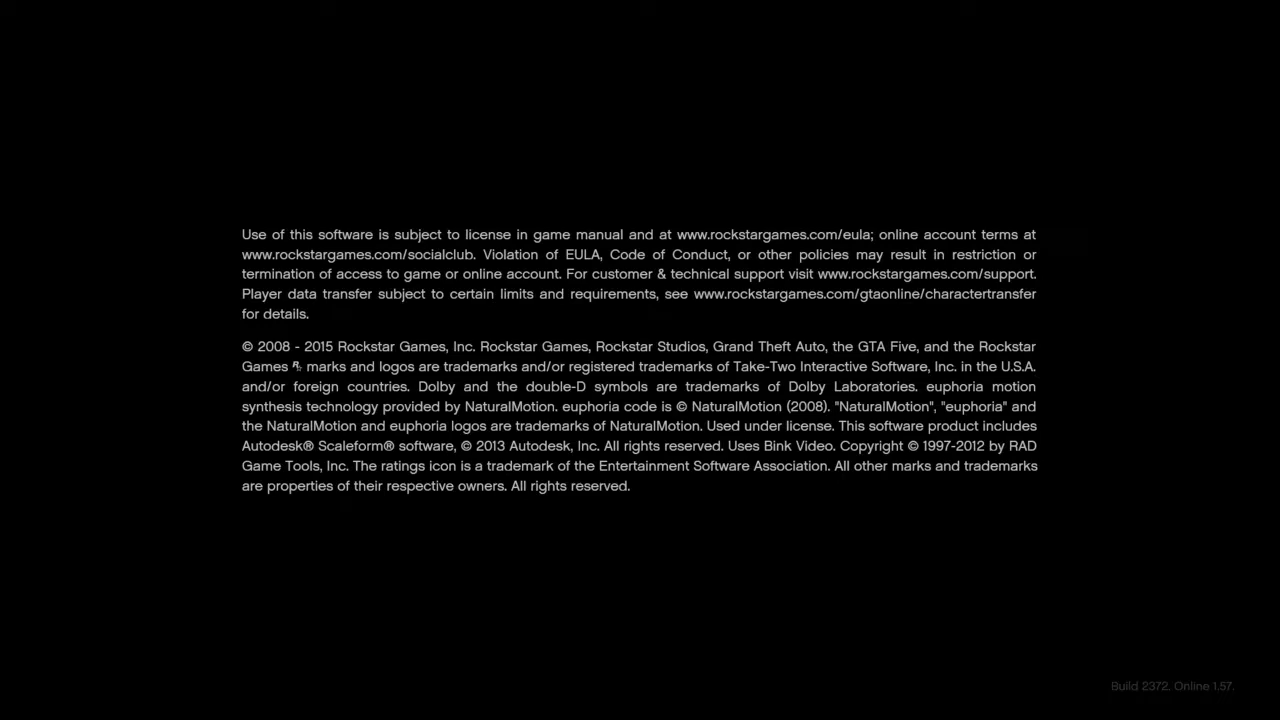 Use of this software is subject to license in game manual and at www.rockstargames.com/eula; online account terms at
www.rockstargames.com/socialclub. Violation of EULA, Code of Conduct, or other policies may result in restriction or
termination of access to game or online account. For customer & technical support visit www.rockstargames.com/support.
Player data transfer subject to certain limits and requirements, see www.rockstargames.com/gtaonline/charactertransfer
for details.
© 2008 - 2015 Rockstar Games, Inc. Rockstar Games, Rockstar Studios, Grand Theft Auto, the GTA Five, and the Rockstar
Games R* marks and logos are trademarks and/or registered trademarks of Take-Two Interactive Software, Inc. in the U.S.A.
and/or foreign countries. Dolby and the double-D symbols are trademarks of Dolby Laboratories. euphoria motion
synthesis technology provided by NaturalMotion. euphoria code is © NaturalMotion (2008). "NaturalMotion", "euphoria" and
the NaturalMotion and euphoria logos are trademarks of NaturalMotion. Used under license. This software product includes
Autodesk® Scaleform® software, © 2013 Autodesk, Inc. All rights reserved. Uses Bink Video. Copyright © 1997-2012 by RAD
Game Tools, Inc. The ratings icon is a trademark of the Entertainment Software Association. All other marks and trademarks
are properties of their respective owners. All rights reserved.
Build 2372. Online 1.57.